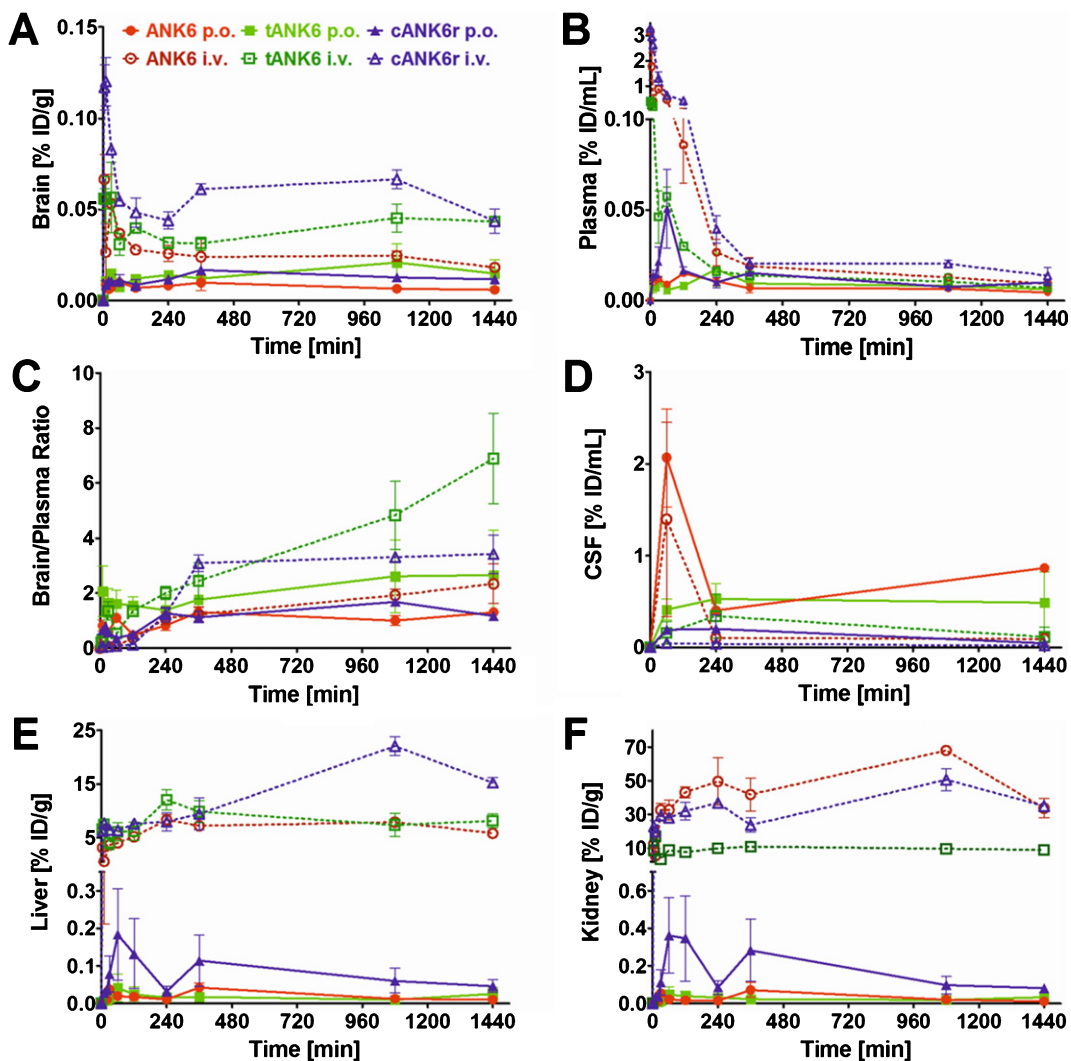 A
0.15
0.10
0.05
0.00
Brain [% ID/g]
ANK6 p.o. tANK6 p.o. cANK6r p.o.
ANK6 i.v. tANK6 i.v. cANK6r i.v.
0 240 480 720 960 1200 1440
Time [min]
B
3
2
1
0.10
0.05
0.00
Plasma [% ID/mL]
0 240 480 720 960 1200 1440
Time [min]
C
10
8
6
4
2
0
Brain/Plasma Ratio
0 240 480 720 960 1200 1440
Time [min]
D
3
2
1
0
CSF [% ID/mL]
0 240 480 720 960 1200 1440
Time [min]
E
25
15
5
0.3
0.2
0.1
0.0
Liver [% ID/g]
0 240 480 720 960 1200 1440
Time [min]
F
70
50
30
10
0.6
0.4
0.2
0.0
Kidney [% ID/g]
0 240 480 720 960 1200 1440
Time [min]